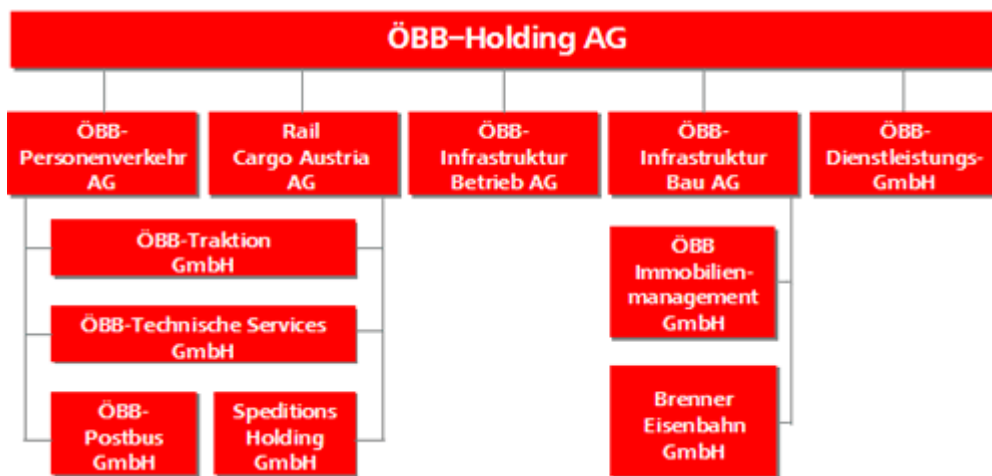 ÖBB-Holding AG
ÖBB-
Personenverkehr
AG
Rail
Cargo Austria
AG
ÖBB-
Infrastruktur
Betrieb AG
ÖBB-
Infrastruktur
Bau AG
ÖBB-
Dienstleistungs-
GmbH
ÖBB-Traktion
GmbH
ÖBB-Technische Services
GmbH
ÖBB-
Postbus
GmbH
Speditions
Holding
GmbH
ÖBB
Immobilien-
management
GmbH
Brenner
Eisenbahn
GmbH